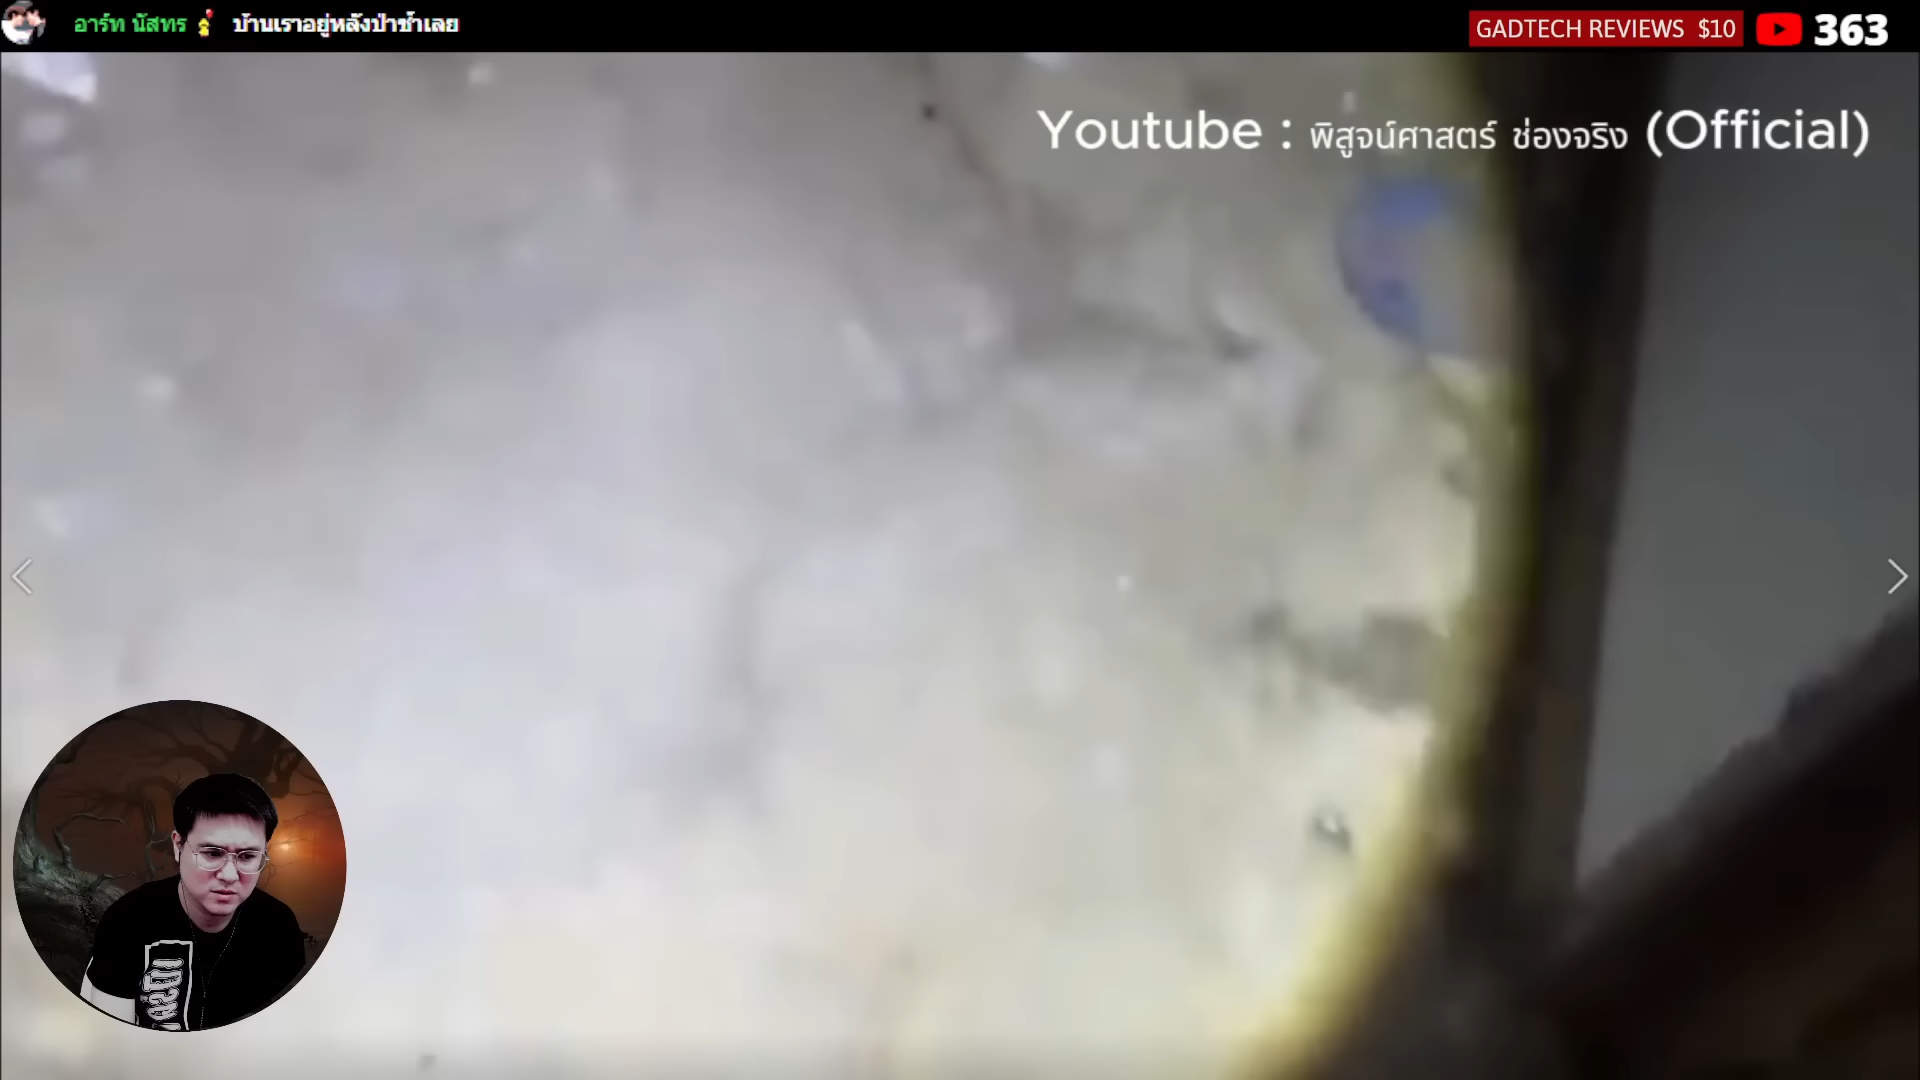 อาร์ท นัสทร บ้านเราอยู่หลังป่าช้าเลย
GADTECH REVIEWS $10
363
Youtube : พิสูจน์ศาสตร์ ช่องจริง (Official)